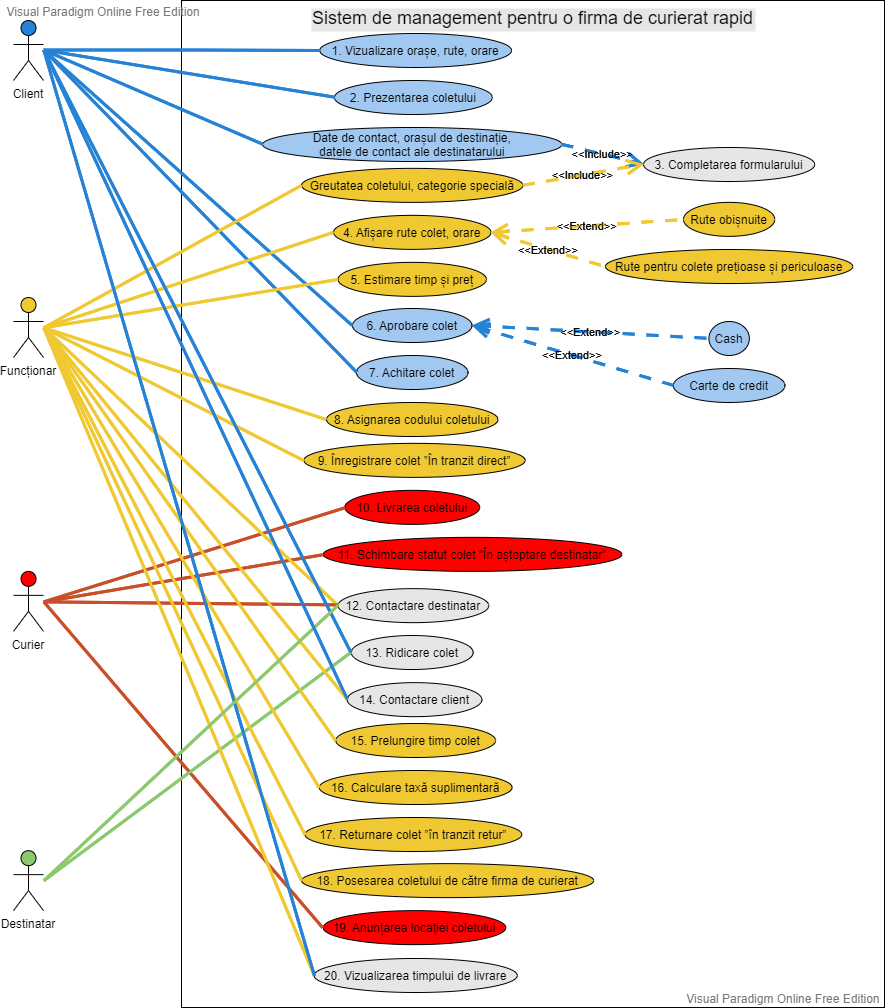 Visual Paradigm Online Free Edition
Sistem de management pentru o firma de curierat rapid
Client
1. Vizualizare orașe, rute, orare
2. Prezentarea coletului
Date de contact, orașul de destinație,
datele de contact ale destinatarului
<<Include>>
3. Completarea formularului
<<Include>>
Greutatea coletului, categorie specială
4. Afișare rute colet, orare
<<Extend>>
Rute obișnuite
<<Extend>>
Rute pentru colete prețioase și periculoase
5. Estimare timp și preț
Funcționar
6. Aprobare colet
<<Extend>>
Cash
<<Extend>>
7. Achitare colet
Carte de credit
8. Asignarea codului coletului
9. Înregistrare colet ”În tranzit direct”
10. Livrarea coletului
11. Schimbare statut colet ”În așteptare destinatar”
Curier
12. Contactare destinatar
13. Ridicare colet
14. Contactare client
15. Prelungire timp colet
16. Calculare taxă suplimentară
17. Returnare colet ”în tranzit retur”
18. Posesarea coletului de către firma de curierat
Destinatar
19. Anunțarea locației coletului
20. Vizualizarea timpului de livrare
Visual Paradigm Online Free Edition